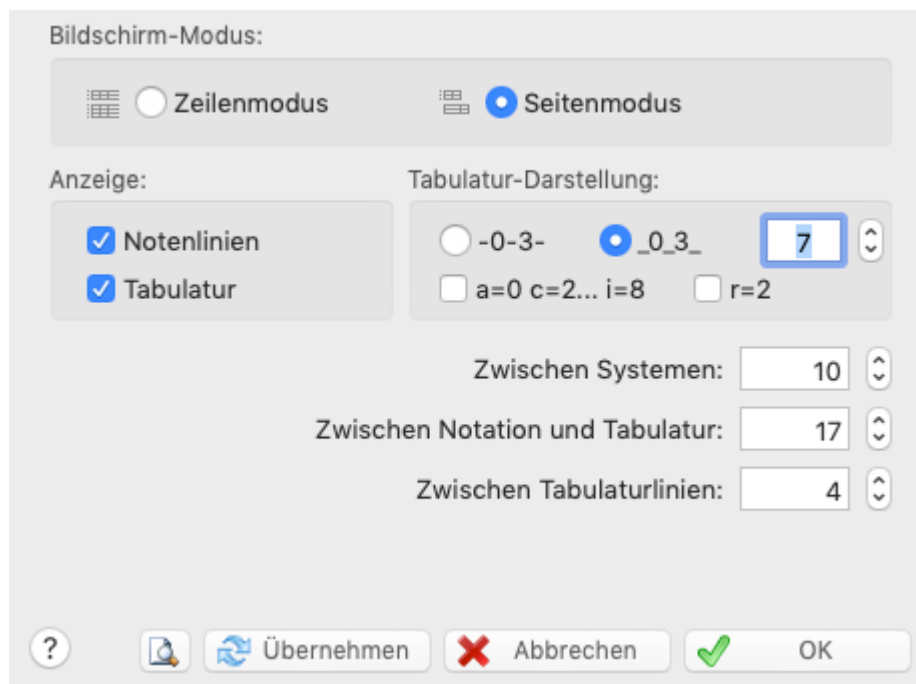 Bildschirm-Modus:
Zeilenmodus Seitenmodus
Anzeige: Tabulatur-Darstellung:
Notenlinien -0-3- _0_3_ 7
Tabulatur a=0 c=2... i=8 r=2
Zwischen Systemen: 10
Zwischen Notation und Tabulatur: 17
Zwischen Tabulaturlinien: 4
? Übernehmen Abbrechen OK